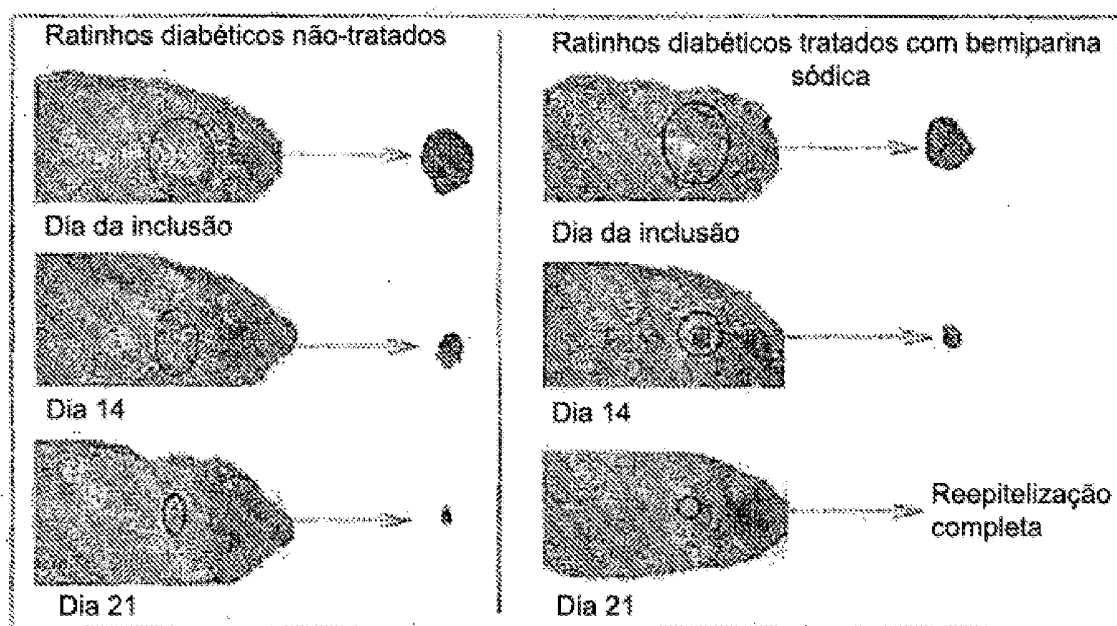 Ratinhos diabéticos não-tratados
Dia da inclusão
Dia 14
Dia 21
Ratinhos diabéticos tratados com bemiparina
sódica
Dia da inclusão
Dia 14
Reepitelização
completa
Dia 21